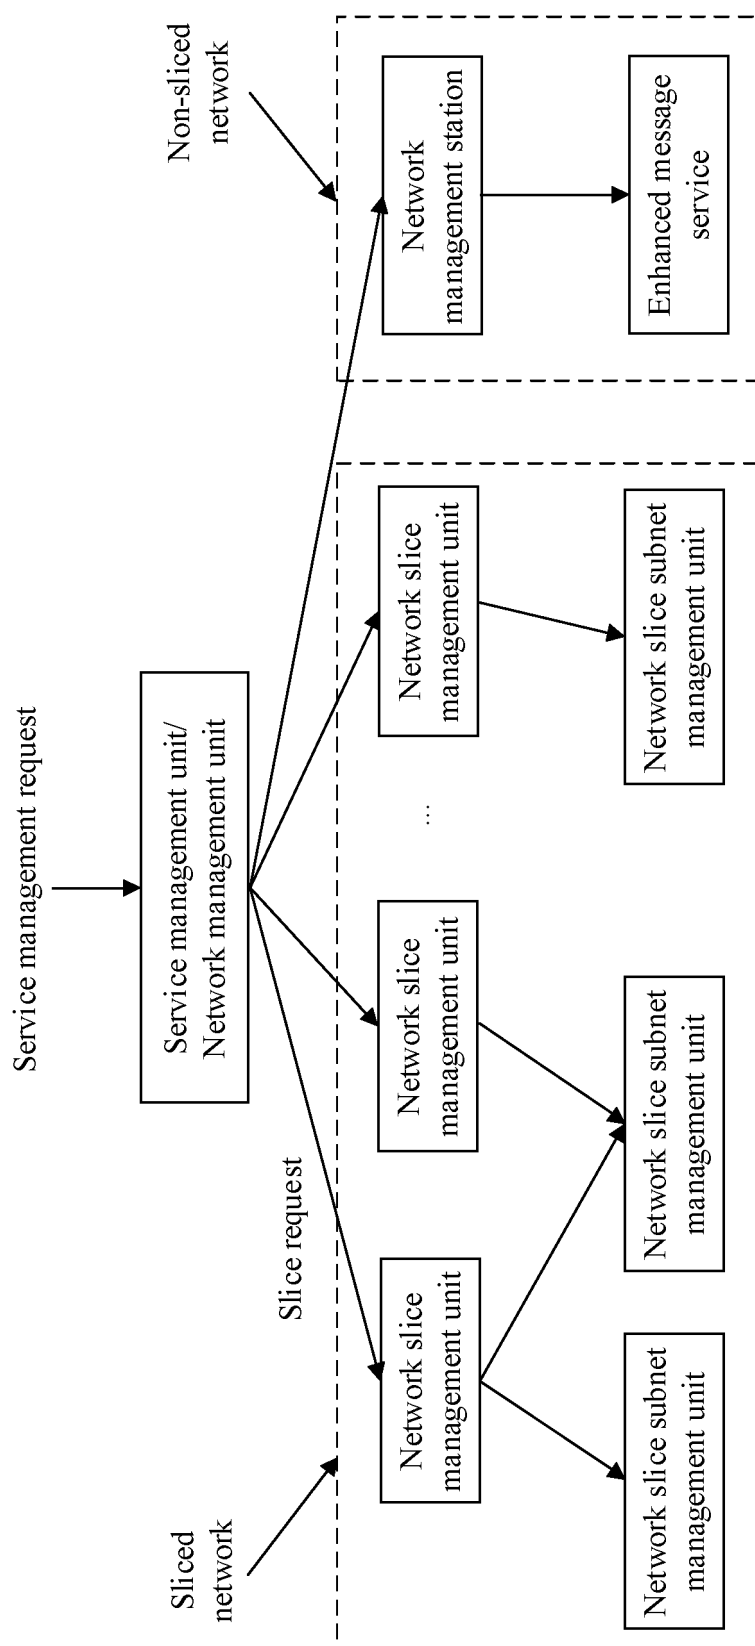 Service management request
Service management unit/
Network management unit
Sliced
network
Slice request
Non-sliced
network
Network slice
management unit
Network slice
management unit
...
Network slice
management unit
Network
management station
Network slice subnet
management unit
Network slice subnet
management unit
Network slice subnet
management unit
Enhanced message
service